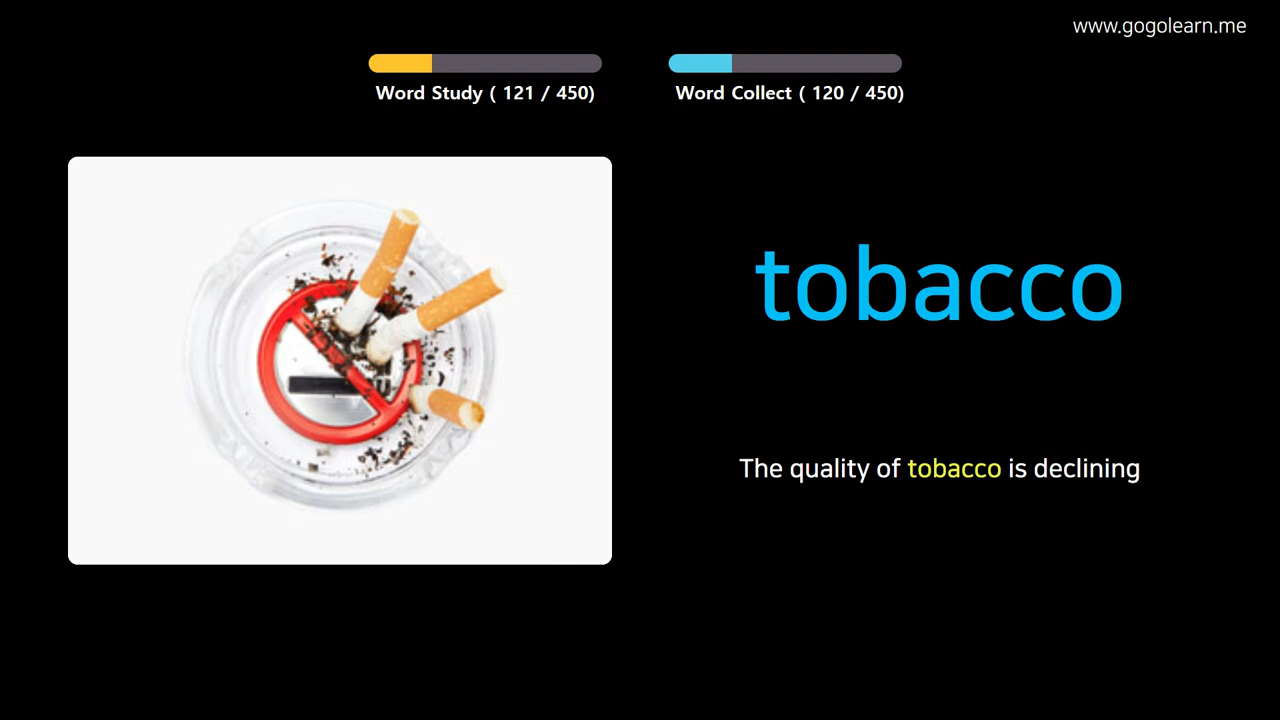 www.gogolearn.me
Word Study ( 121 / 450)
Word Collect ( 120 / 450)
tobacco
The quality of tobacco is declining